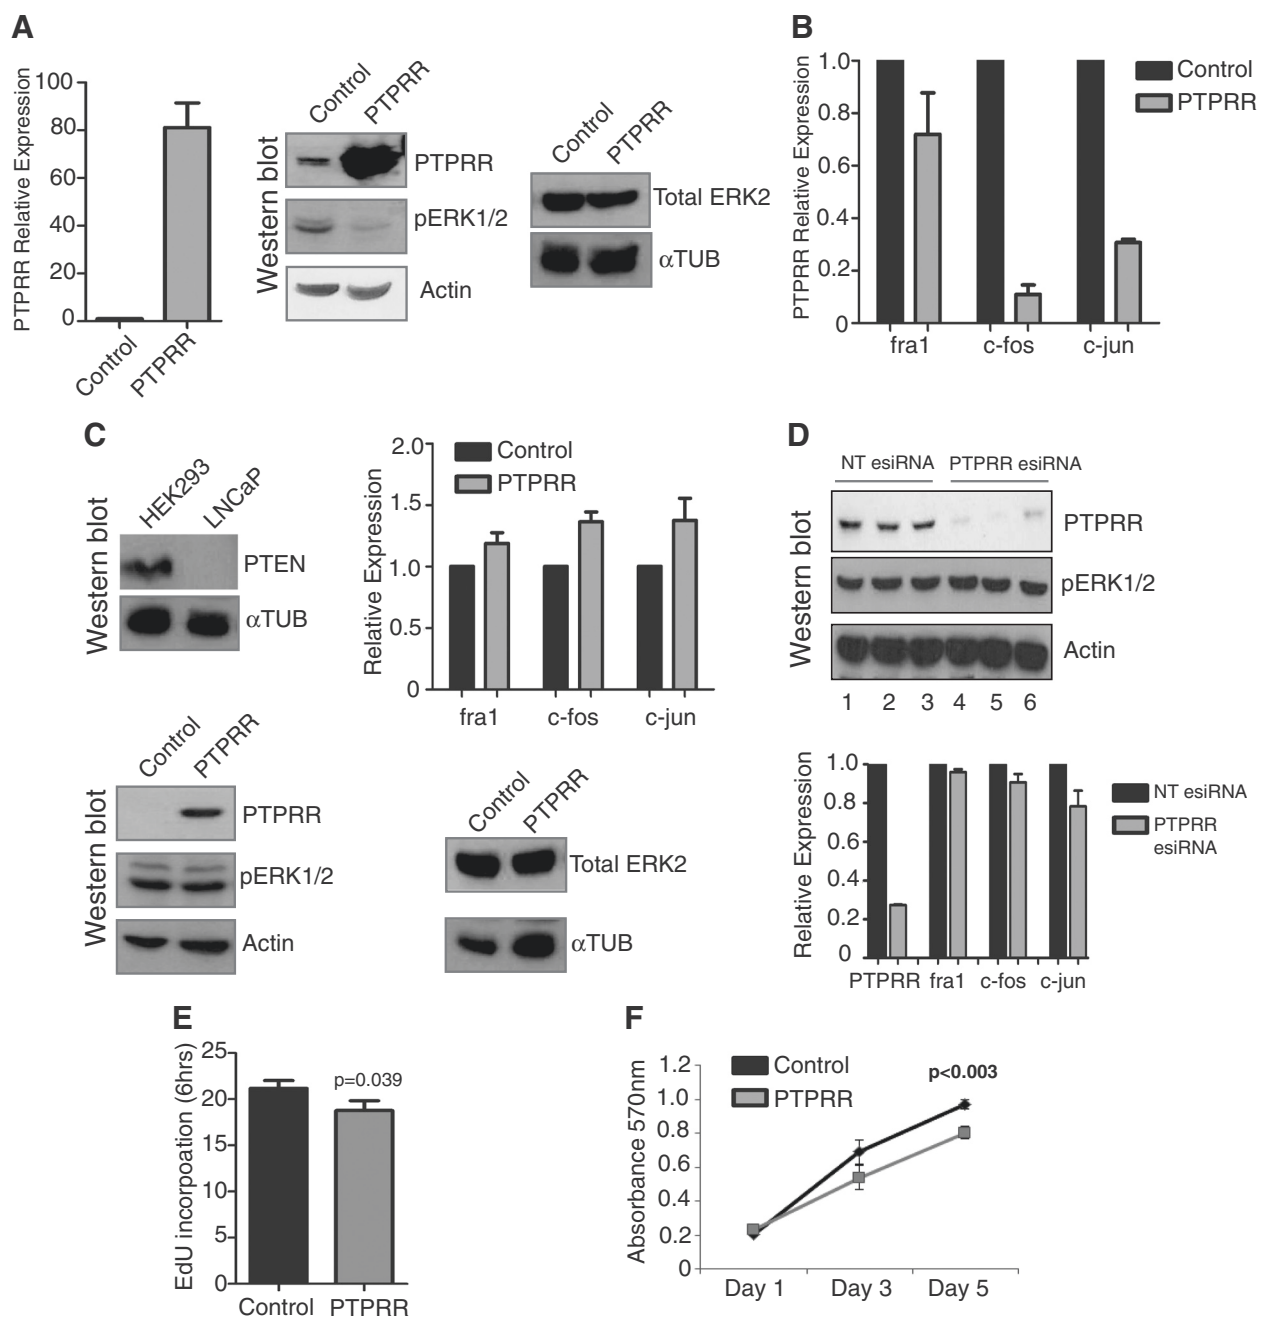 A
PTPRR Relative Expression
100
80
60
40
20
0
Control
PTPRR
Western blot
Control
PTPRR
PTPRR
pERK1/2
Actin
Control
PTPRR
Total ERK2
αTUB
B
PTPRR Relative Expression
1.0
0.8
0.6
0.4
0.2
0
fra1
c-fos
c-jun
Control
PTPRR
C
Western blot
HEK293
LNCaP
PTEN
αTUB
Relative Expression
2.0
1.5
1.0
0.5
0
Control
PTPRR
fra1
c-fos
c-jun
Western blot
Control
PTPRR
PTPRR
pERK1/2
Actin
Control
PTPRR
Total ERK2
αTUB
D
NT esiRNA PTPRR esiRNA
Western blot
PTPRR
pERK1/2
Actin
1 2 3 4 5 6
Relative Expression
1.0
0.8
0.6
0.4
0.2
0
PTPRR fra1 c-fos c-jun
NT esiRNA
PTPRR
esiRNA
E
EdU incorpoation (6hrs)
25
20
15
10
5
0
p=0.039
Control PTPRR
F
Absorbance 570nm
1.2
1.0
0.8
0.6
0.4
0.2
0
Control
PTPRR
p<0.003
Day 1 Day 3 Day 5